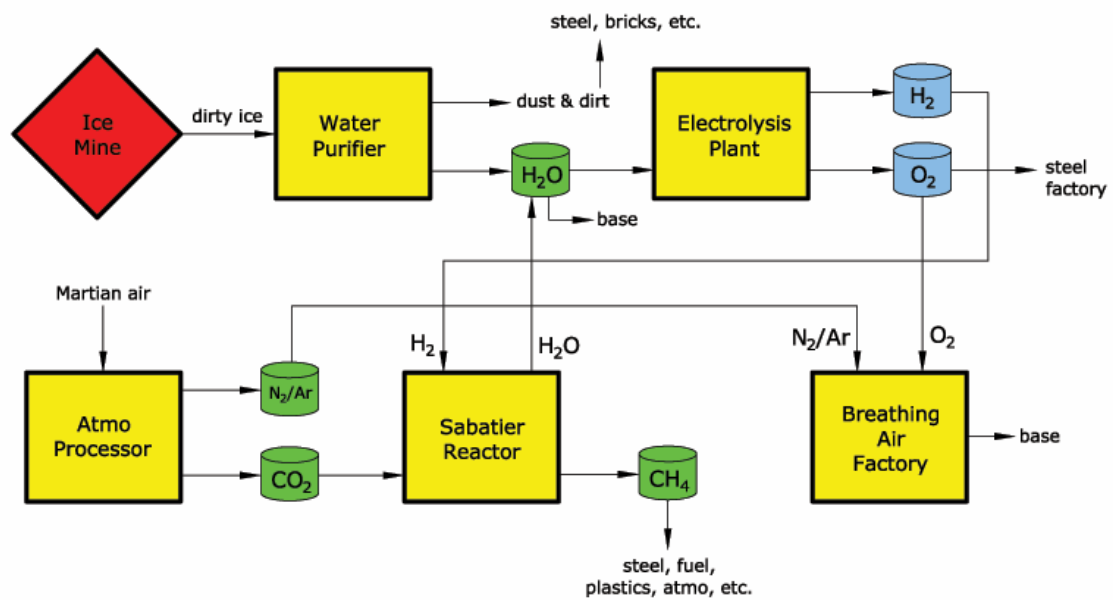 steel, bricks, etc.
Ice
Mine
dirty ice
Water
Purifier
dust & dirt
H₂O
base
Electrolysis
Plant
H₂
O₂
steel
factory
Martian air
Atmo
Processor
N₂/Ar
CO₂
H₂
H₂O
Sabatier
Reactor
CH₄
steel, fuel,
plastics, atmo, etc.
N₂/Ar
O₂
Breathing
Air
Factory
base